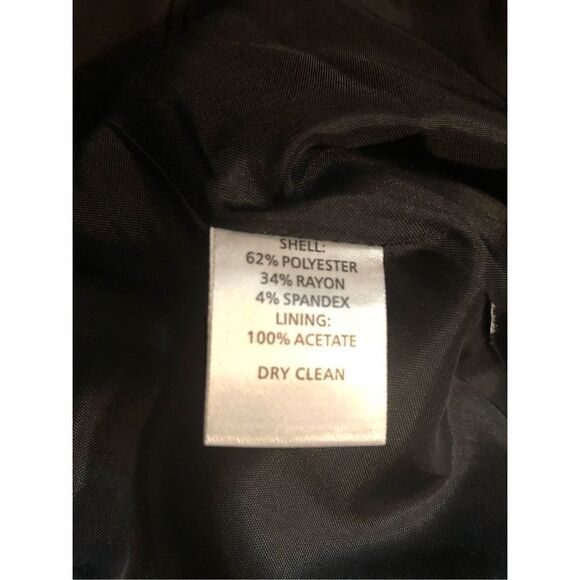 SHELL:
62% POLYESTER
34% RAYON
4% SPANDEX
LINING:
100% ACETATE
DRY CLEAN